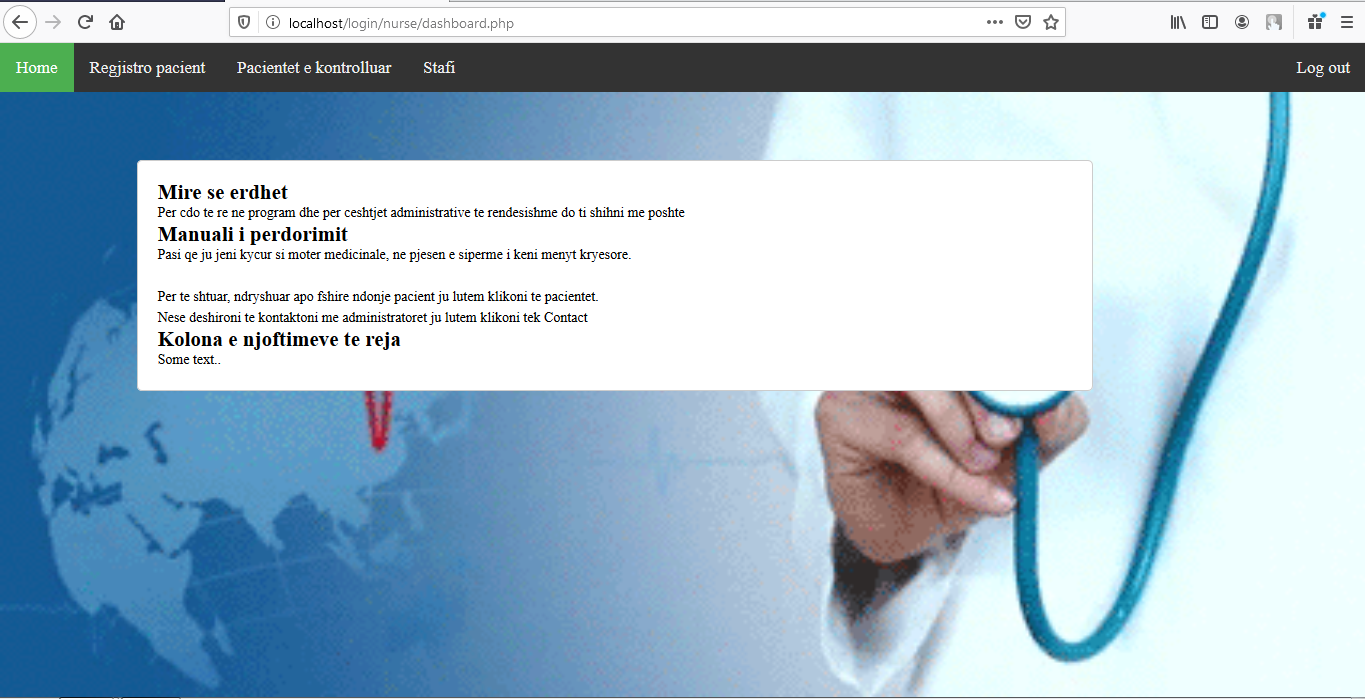 localhost/login/nurse/dashboard.php
Home Regjistro pacient Pacientet e kontrolluar Stafi Log out
Mire se erdhet
Per cdo te re ne program dhe per ceshtjet administrative te rendesishme do ti shihni me poshte
Manuali i perdorimit
Pasi qe ju jeni kycur si moter medicinale, ne pjesen e siperme i keni menyt kryesore.
Per te shtuar, ndryshuar apo fshire ndonje pacient ju lutem klikoni te pacientet.
Nese deshironi te kontaktoni me administratoret ju lutem klikoni tek Contact
Kolona e njoftimeve te reja
Some text..